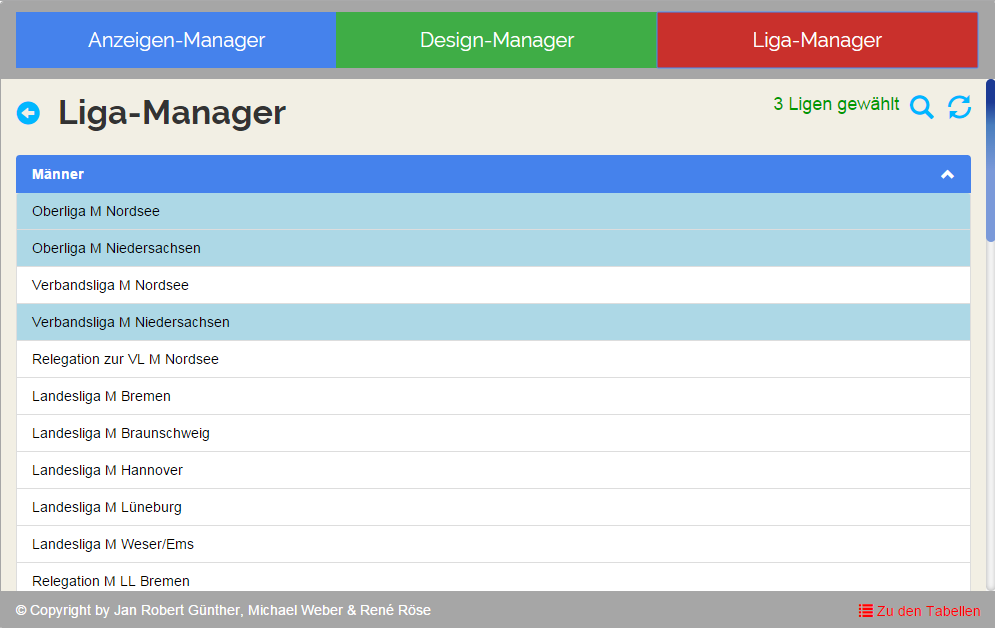 Anzeigen-Manager Design-Manager Liga-Manager
Liga-Manager 3 Ligen gewählt
Männer
Oberliga M Nordsee
Oberliga M Niedersachsen
Verbandsliga M Nordsee
Verbandsliga M Niedersachsen
Relegation zur VL M Nordsee
Landesliga M Bremen
Landesliga M Braunschweig
Landesliga M Hannover
Landesliga M Lüneburg
Landesliga M Weser/Ems
Relegation M LL Bremen
© Copyright by Jan Robert Günther, Michael Weber & René Röse Zu den Tabellen